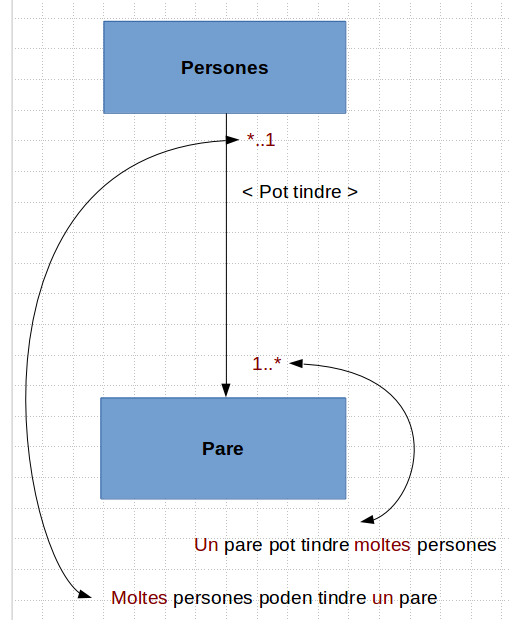 Persones
*..1
< Pot tindre >
1..*
Pare
Un pare pot tindre moltes persones
Moltes persones poden tindre un pare